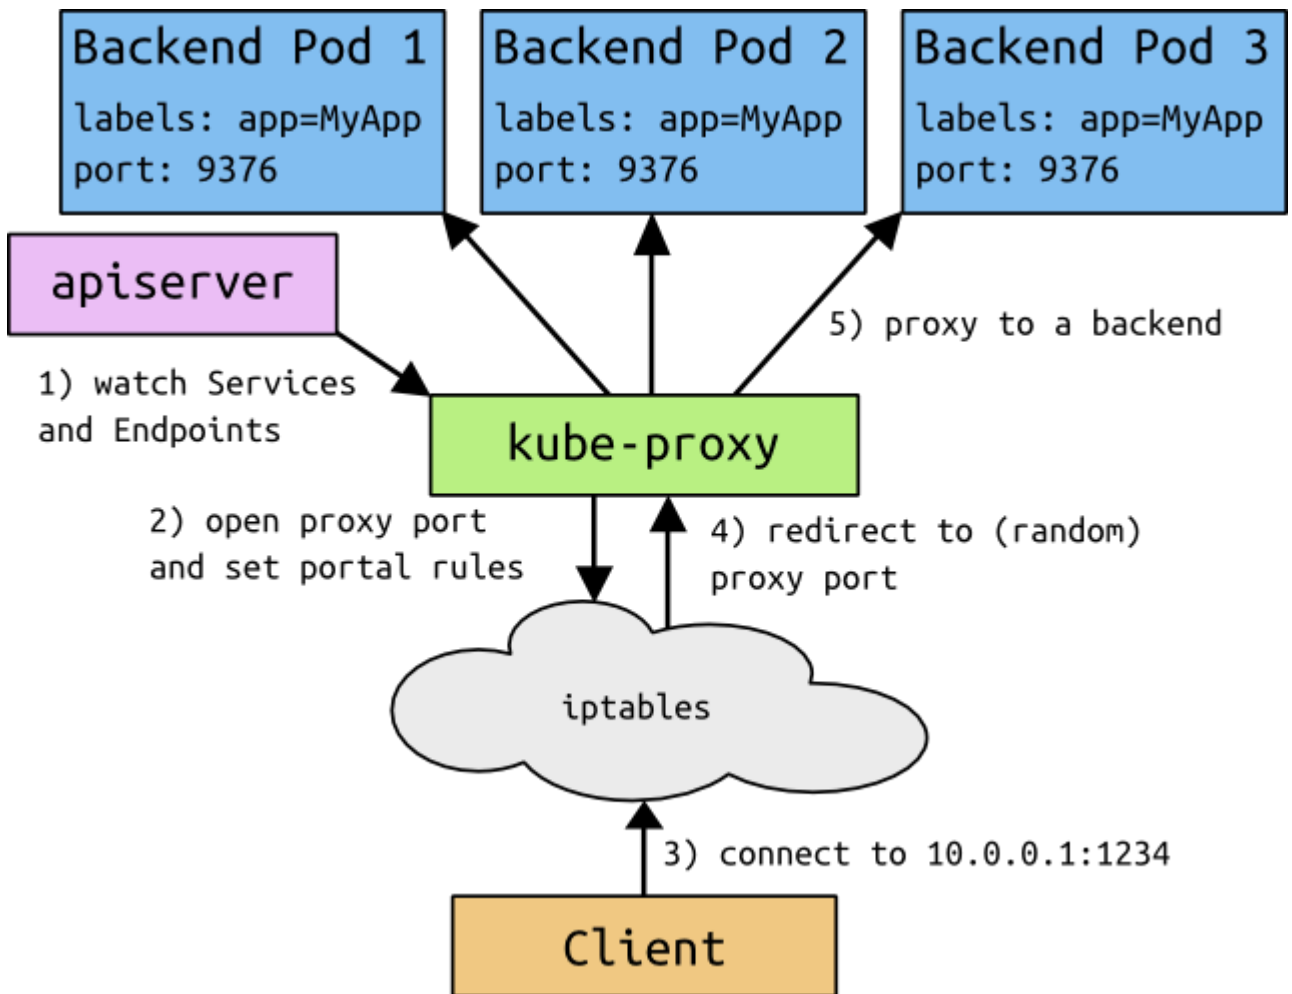 Backend Pod 1
labels: app=MyApp
port: 9376
Backend Pod 2
labels: app=MyApp
port: 9376
Backend Pod 3
labels: app=MyApp
port: 9376
apiserver
5) proxy to a backend
1) watch Services
and Endpoints
kube-proxy
2) open proxy port
and set portal rules
4) redirect to (random)
proxy port
iptables
3) connect to 10.0.0.1:1234
Client